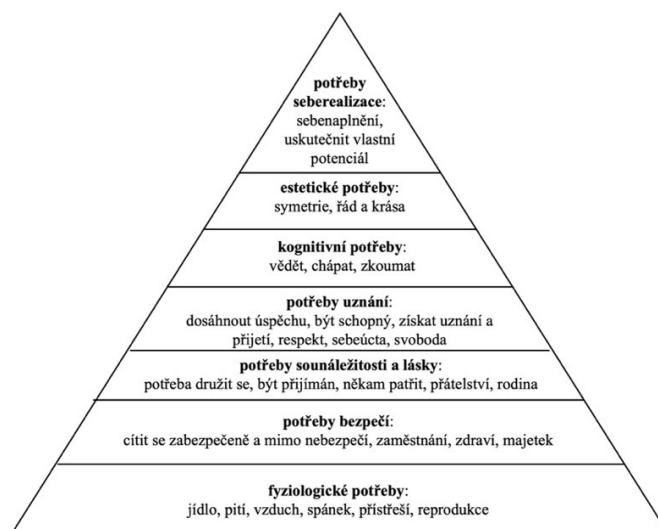 potřeby
seberealizace:
sebenaplnění,
uskutečnit vlastní
potenciál
estetické potřeby:
symetrie, řád a krása
kognitivní potřeby:
vědět, chápat, zkoumat
potřeby uznání:
dosáhnout úspěchu, být schopný, získat uznání a
přijetí, respekt, sebeúcta, svoboda
potřeby sounáležitosti a lásky:
potřeba družit se, být přijímán, někam patřit, přátelství, rodina
potřeby bezpečí:
cítit se zabezpečeně a mimo nebezpečí, zaměstnání, zdraví, majetek
fyziologické potřeby:
jídlo, pití, vzduch, spánek, přístřeší, reprodukce